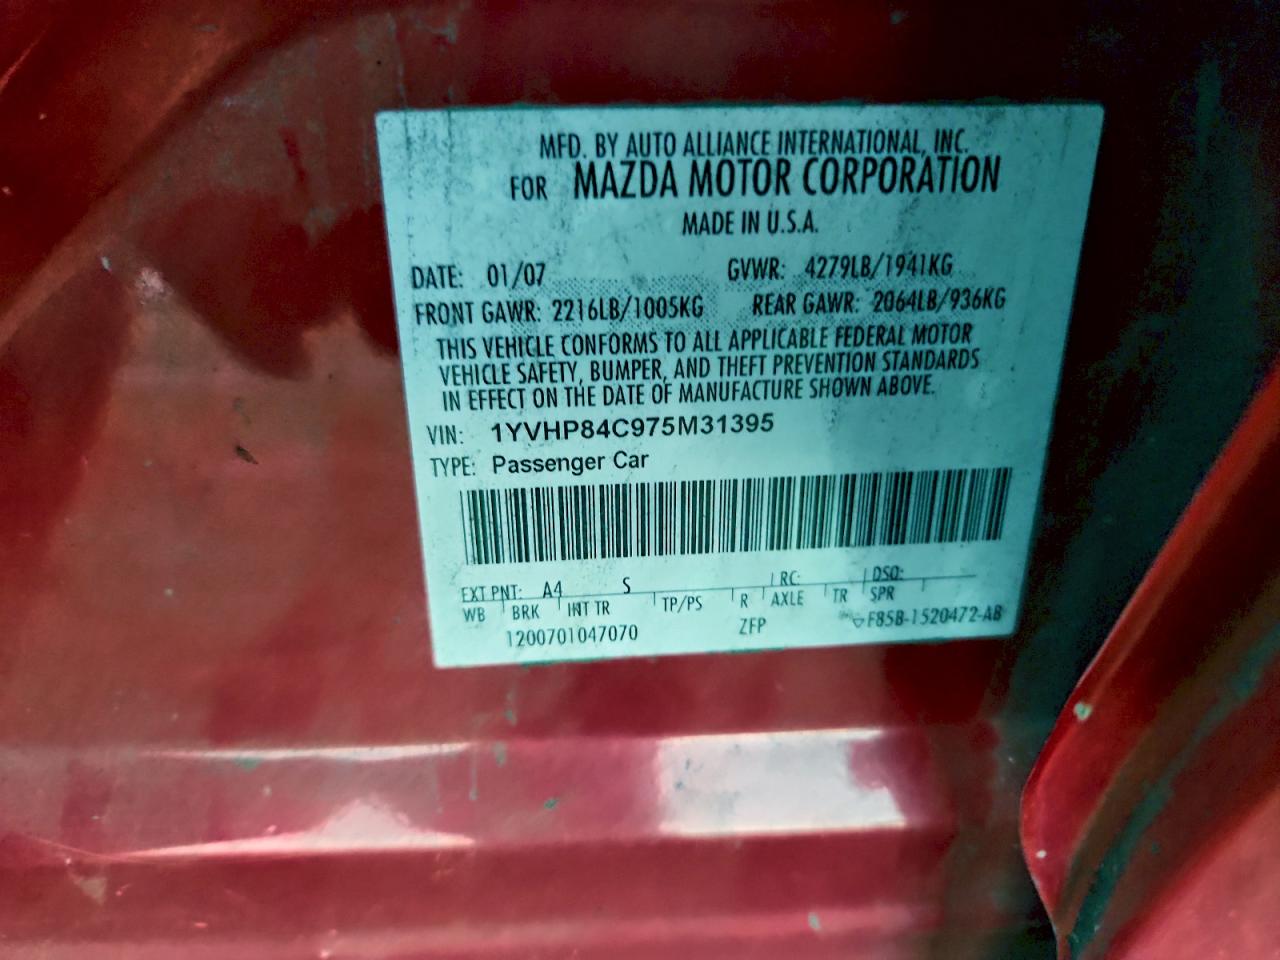 MFD. BY AUTO ALLIANCE INTERNATIONAL, INC.
FOR MAZDA MOTOR CORPORATION
MADE IN U.S.A.
DATE: 01/07 GVWR: 4279LB/1941KG
FRONT GAWR: 2216LB/1005KG REAR GAWR: 2064LB/936KG
THIS VEHICLE CONFORMS TO ALL APPLICABLE FEDERAL MOTOR
VEHICLE SAFETY, BUMPER, AND THEFT PREVENTION STANDARDS
IN EFFECT ON THE DATE OF MANUFACTURE SHOWN ABOVE.
VIN: 1YVHP84C975M31395
TYPE: Passenger Car
EXT PNT: A4 S RC: DSO:
WB BRK INT TR TP/PS R AXLE TR SPR
1200701047070 ZFP F85B-1520472-AB